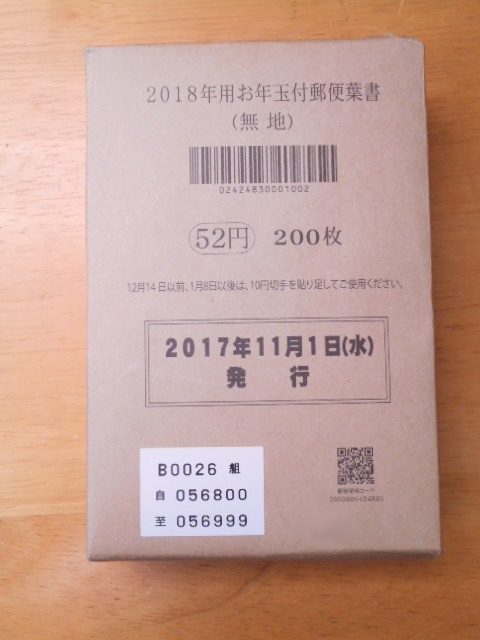 2018年用お年玉付郵便葉書
(無地)
02424830001002
52円 200枚
12月14日以前、1月8日以後は、10円切手を貼り足してご使用ください。
2017年11月1日(水)
発 行
B0026 組
自 056800
至 056999